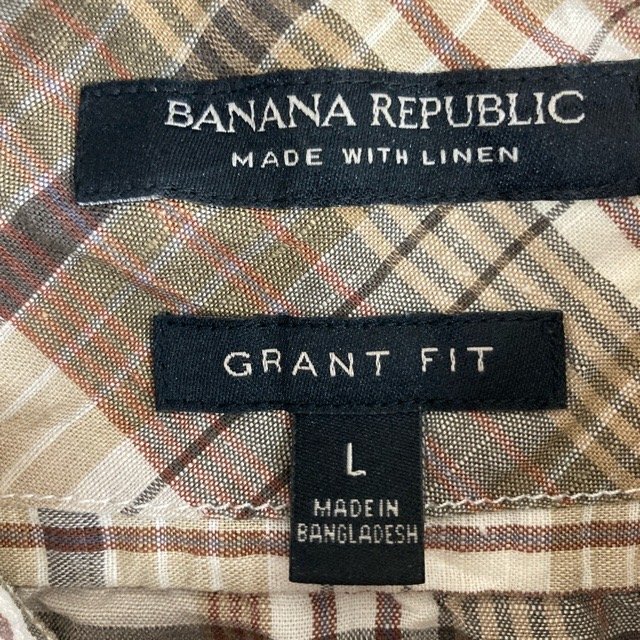 BANANA REPUBLIC
MADE WITH LINEN
GRANT FIT
L
MADE IN
BANGLADESH